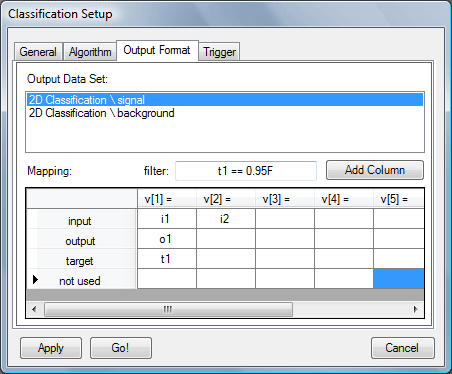 Classification Setup
General Algorithm Output Format Trigger
Output Data Set:
2D Classification \ signal
2D Classification \ background
Mapping: filter: t1 == 0.95F Add Column
v[1] = v[2] = v[3] = v[4] = v[5] =
input i1 i2
output o1
target t1
not used
Apply Go! Cancel